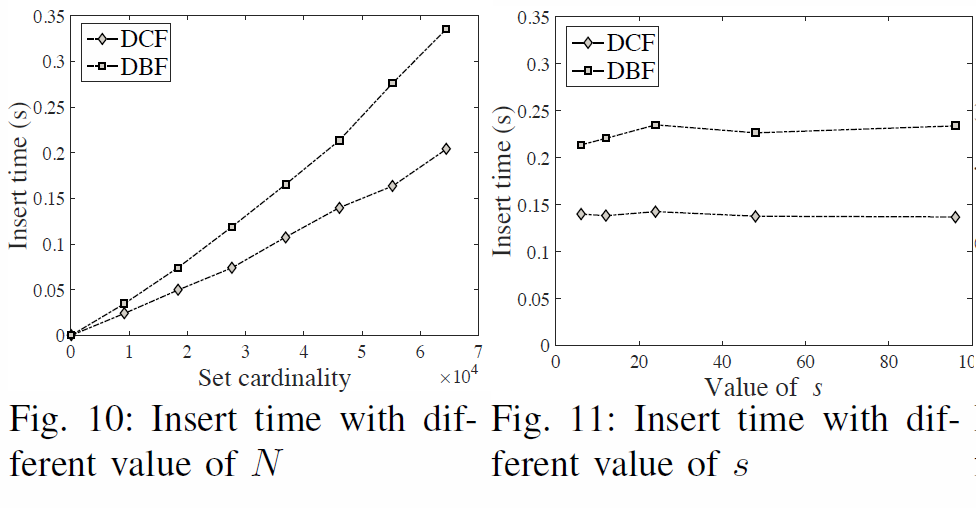 0.35
0.3
0.25
0.2
0.15
0.1
0.05
0
DCF
DBF
Insert time (s)
0 1 2 3 4 5 6 7
Set cardinality ×10⁴
Fig. 10: Insert time with dif-
ferent value of N
0.35
0.3
0.25
0.2
0.15
0.1
0.05
0
DCF
DBF
Insert time (s)
0 20 40 60 80 10
Value of s
Fig. 11: Insert time with dif-
ferent value of s